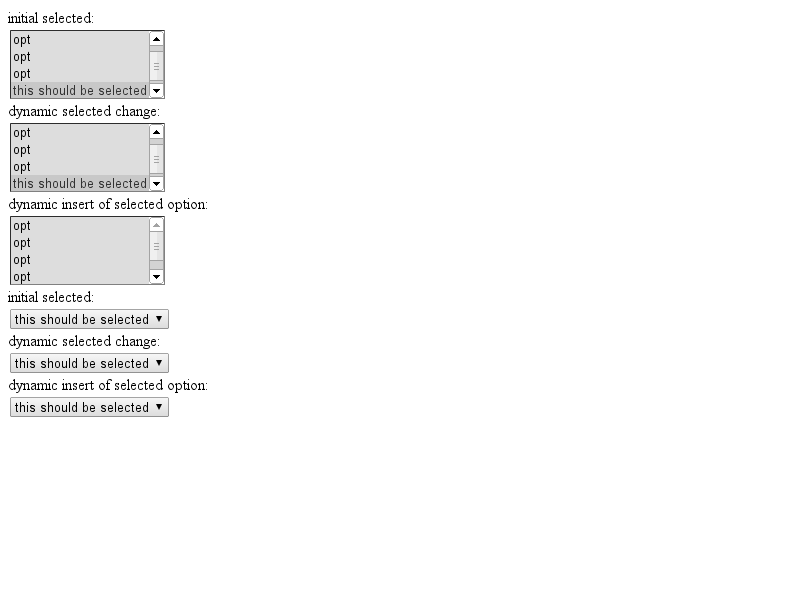 initial selected:
opt
opt
opt
this should be selected
dynamic selected change:
opt
opt
opt
this should be selected
dynamic insert of selected option:
opt
opt
opt
opt
initial selected:
this should be selected
dynamic selected change:
this should be selected
dynamic insert of selected option:
this should be selected